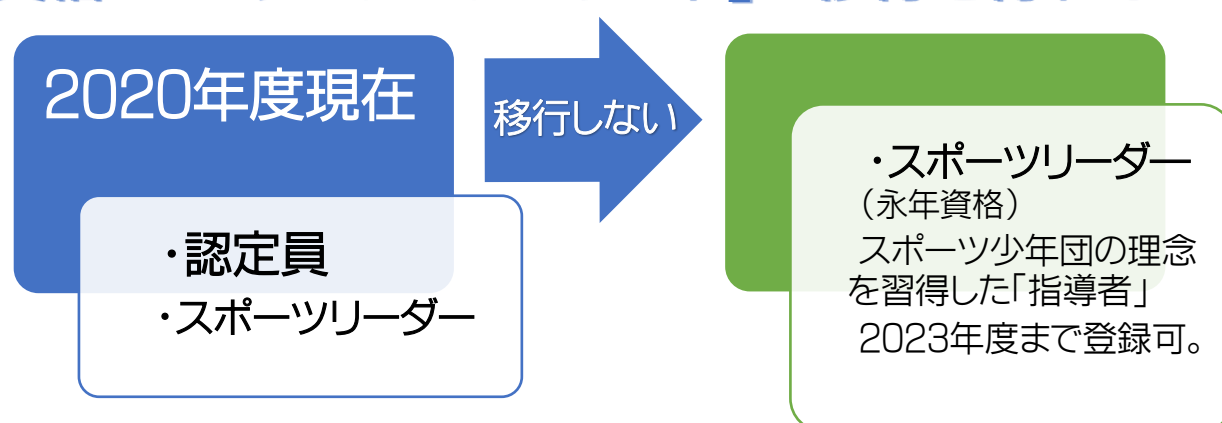 2020年度現在
・認定員
・スポーツリーダー
移行しない
・スポーツリーダー
（永年資格）
スポーツ少年団の理念
を習得した「指導者」
2023年度まで登録可。